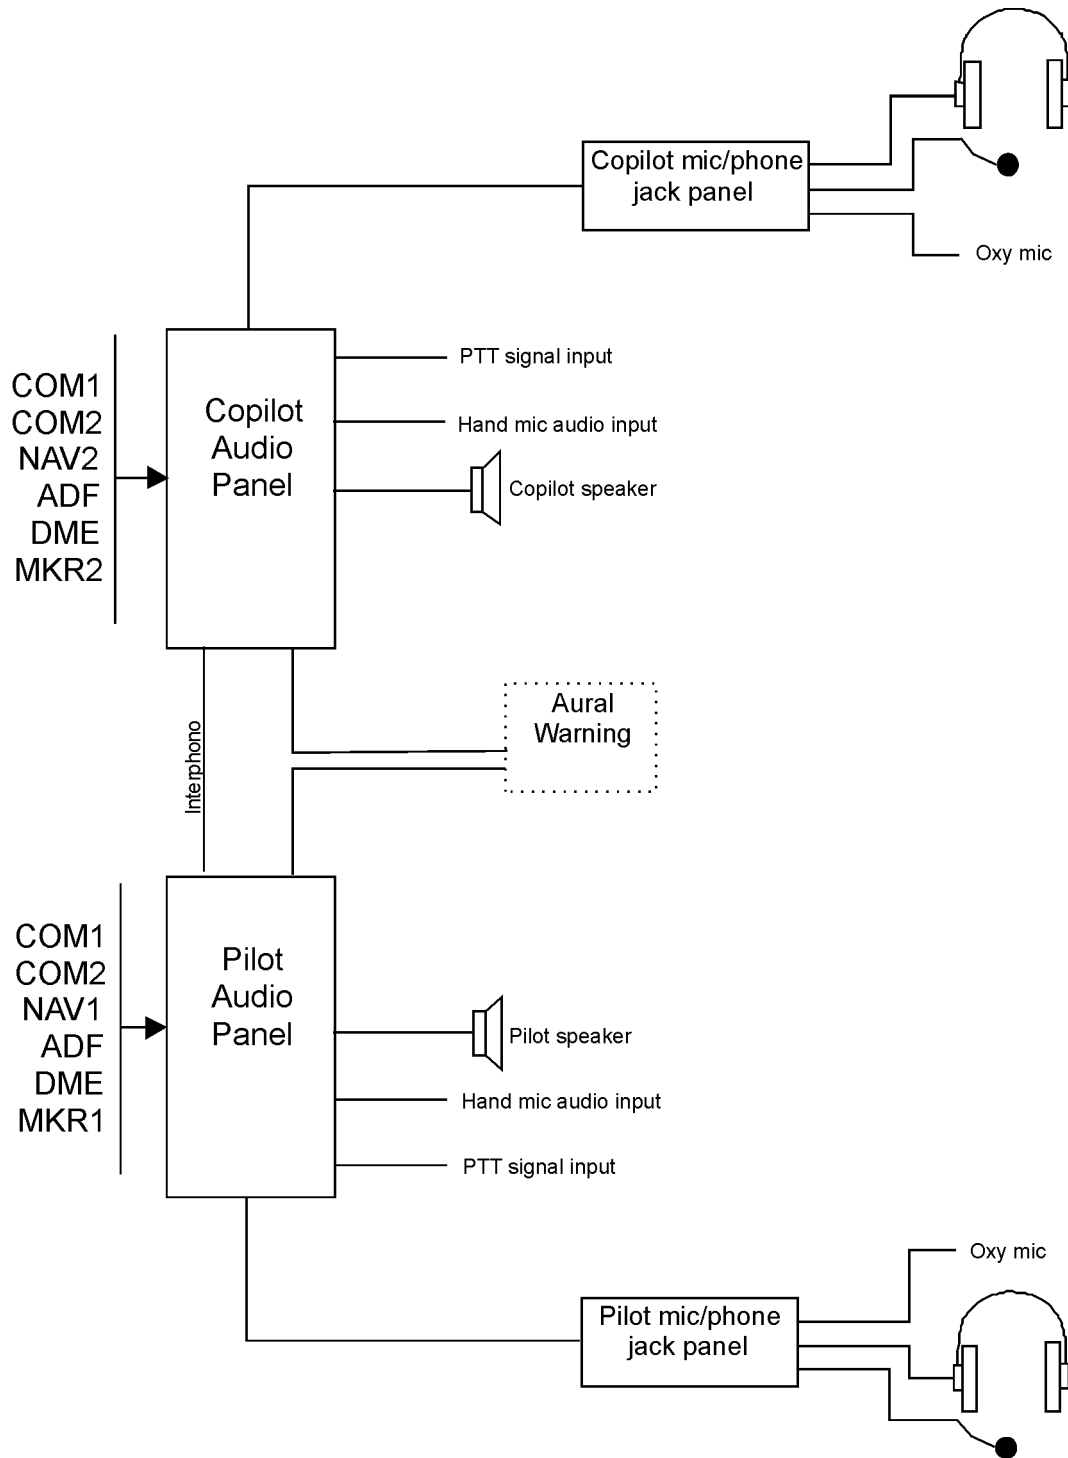 Copilot mic/phone
jack panel
Oxy mic
PTT signal input
COM1
COM2
NAV2
ADF
DME
MKR2
Copilot
Audio
Panel
Hand mic audio input
Copilot speaker
Aural
Warning
Interphono
COM1
COM2
NAV1
ADF
DME
MKR1
Pilot
Audio
Panel
Pilot speaker
Hand mic audio input
PTT signal input
Oxy mic
Pilot mic/phone
jack panel